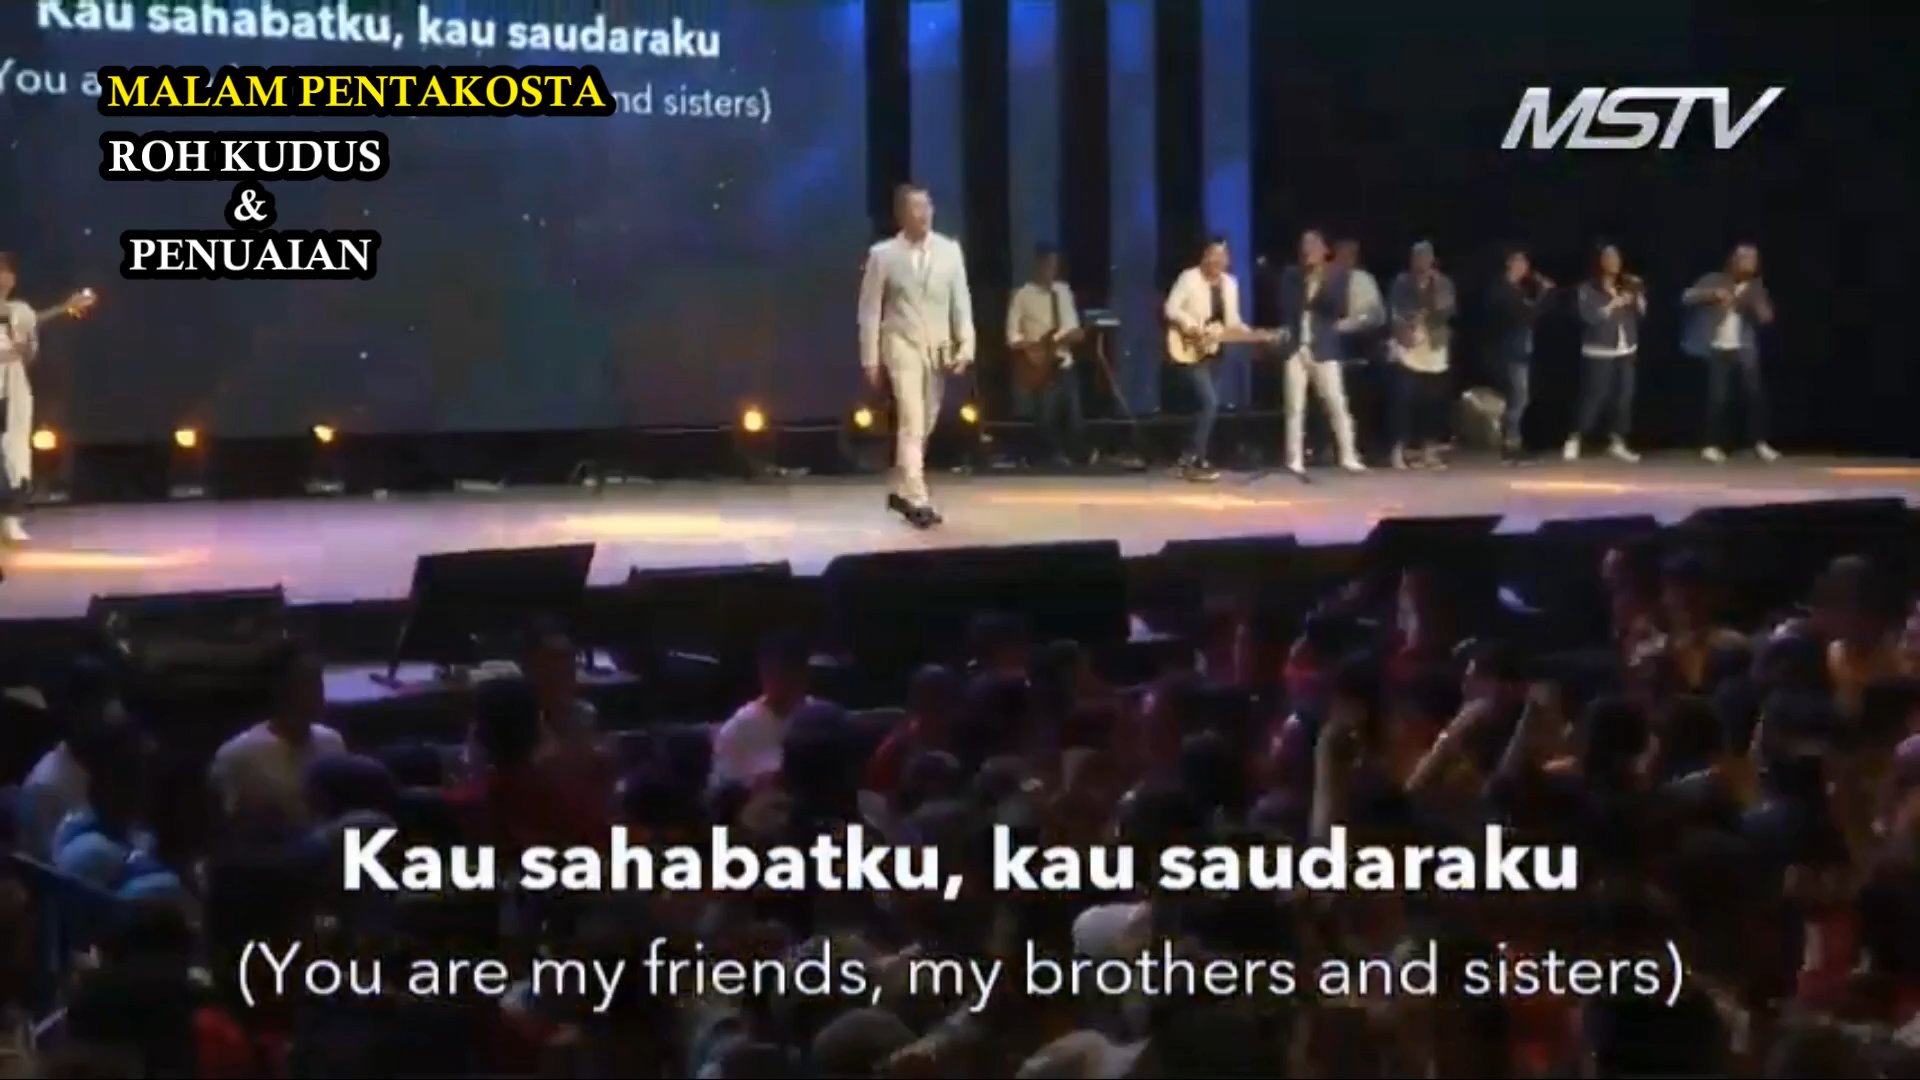 Kau sahabatku, kau saudaraku
You a nd sisters)
MALAM PENTAKOSTA
ROH KUDUS
&
PENUAIAN
MSTV
Kau sahabatku, kau saudaraku
(You are my friends, my brothers and sisters)